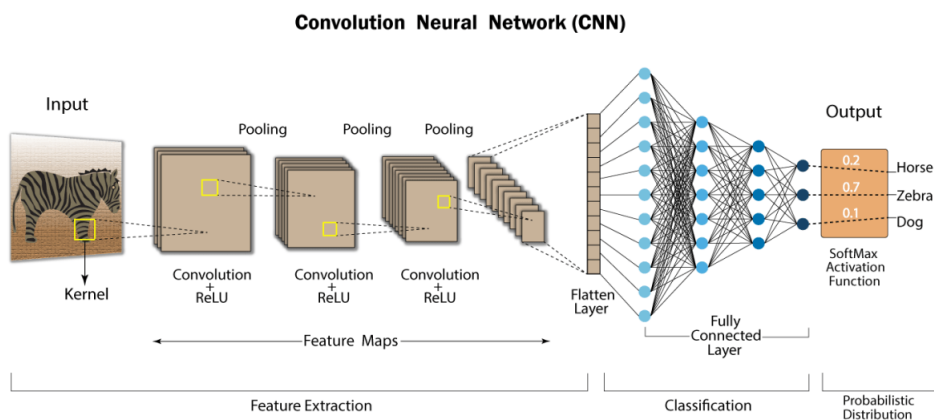 Convolution Neural Network (CNN)
Input
Output
Pooling
Pooling
Pooling
0.2
Horse
0.7
Zebra
0.1
Dog
Kernel
Convolution
+
ReLU
Convolution
+
ReLU
Convolution
+
ReLU
Flatten
Layer
SoftMax
Activation
Function
Fully
Connected
Layer
Feature Maps
Feature Extraction
Classification
Probabilistic
Distribution